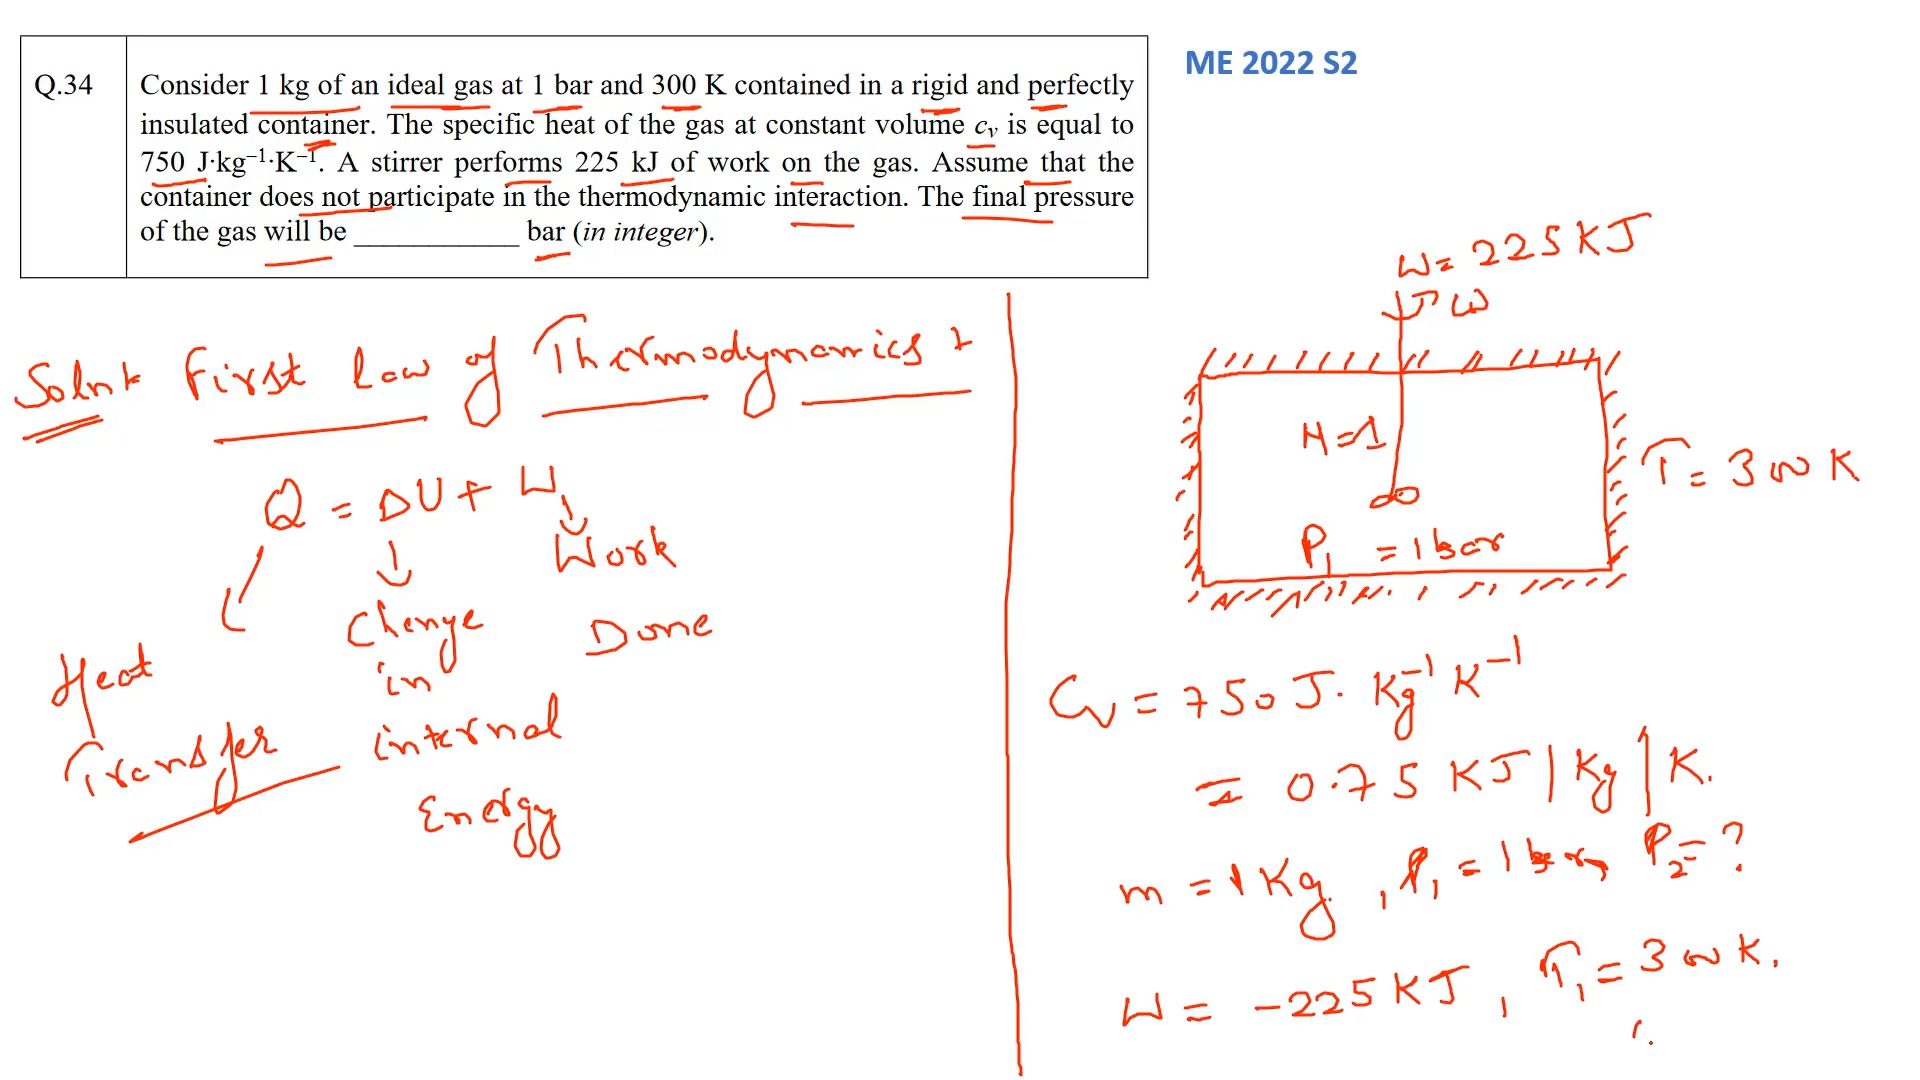 Q.34
Consider 1 kg of an ideal gas at 1 bar and 300 K contained in a rigid and perfectly
insulated container. The specific heat of the gas at constant volume cᵥ is equal to
750 J·kg⁻¹·K⁻¹. A stirrer performs 225 kJ of work on the gas. Assume that the
container does not participate in the thermodynamic interaction. The final pressure
of the gas will be ____________ bar (in integer).
ME 2022 S2
Soln: First law of Thermodynamics :
Q = ΔU + W
Heat
Transfer
Change
in
internal
Energy
Work
Done
W = 225 KJ
W
M = 1
T = 300 K
P₁ = 1 bar
Cᵥ = 750 J. Kg⁻¹ K⁻¹
= 0.75 KJ | Kg | K.
m = 1 Kg, P₁ = 1 bar, P₂ = ?
W = -225 KJ, T₁ = 300 K.